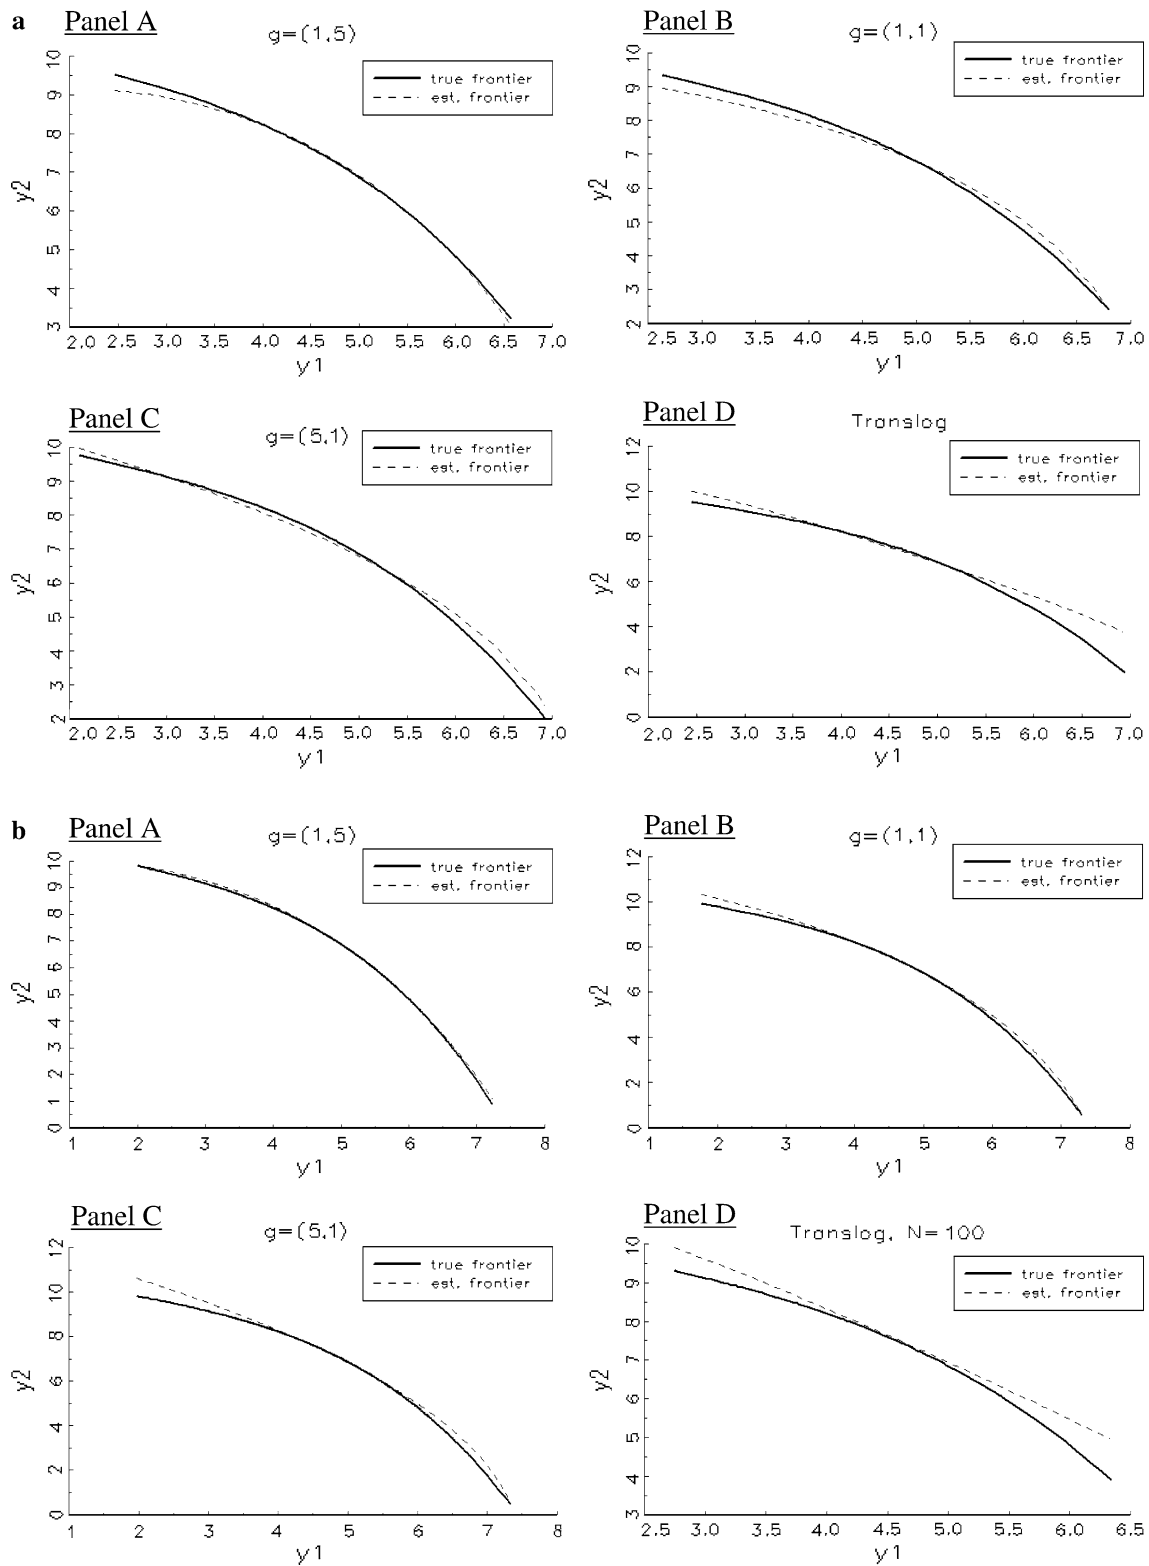 a Panel A
g=(1,5)
true frontier
est. frontier
y2
10
9
8
7
6
5
4
3
2.0 2.5 3.0 3.5 4.0 4.5 5.0 5.5 6.0 6.5 7.0
y1
Panel B
g=(1,1)
true frontier
est. frontier
y2
10
9
8
7
6
5
4
3
2
2.5 3.0 3.5 4.0 4.5 5.0 5.5 6.0 6.5 7.0
y1
Panel C
g=(5,1)
true frontier
est. frontier
y2
10
9
8
7
6
5
4
3
2
2.0 2.5 3.0 3.5 4.0 4.5 5.0 5.5 6.0 6.5 7.0
y1
Panel D
Translog
true frontier
est. frontier
y2
12
10
8
6
4
2
0
2.0 2.5 3.0 3.5 4.0 4.5 5.0 5.5 6.0 6.5 7.0
y1
b Panel A
g=(1,5)
true frontier
est. frontier
y2
10
9
8
7
6
5
4
3
2
1
0
1 2 3 4 5 6 7 8
y1
Panel B
g=(1,1)
true frontier
est. frontier
y2
12
10
8
6
4
2
0
1 2 3 4 5 6 7 8
y1
Panel C
g=(5,1)
true frontier
est. frontier
y2
12
10
8
6
4
2
0
1 2 3 4 5 6 7 8
y1
Panel D
Translog, N=100
true frontier
est. frontier
y2
10
9
8
7
6
5
4
3
2.5 3.0 3.5 4.0 4.5 5.0 5.5 6.0 6.5
y1